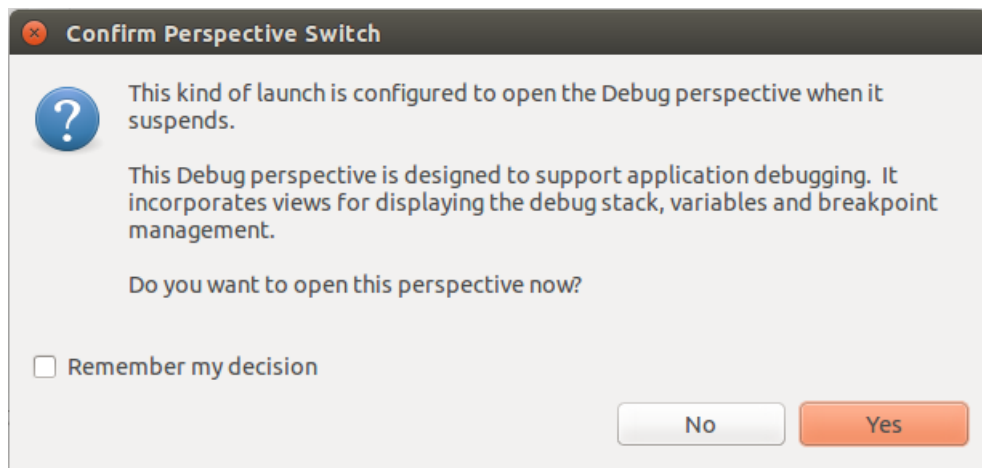 Confirm Perspective Switch
This kind of launch is configured to open the Debug perspective when it
suspends.
This Debug perspective is designed to support application debugging.  It
incorporates views for displaying the debug stack, variables and breakpoint
management.
Do you want to open this perspective now?
Remember my decision
No
Yes